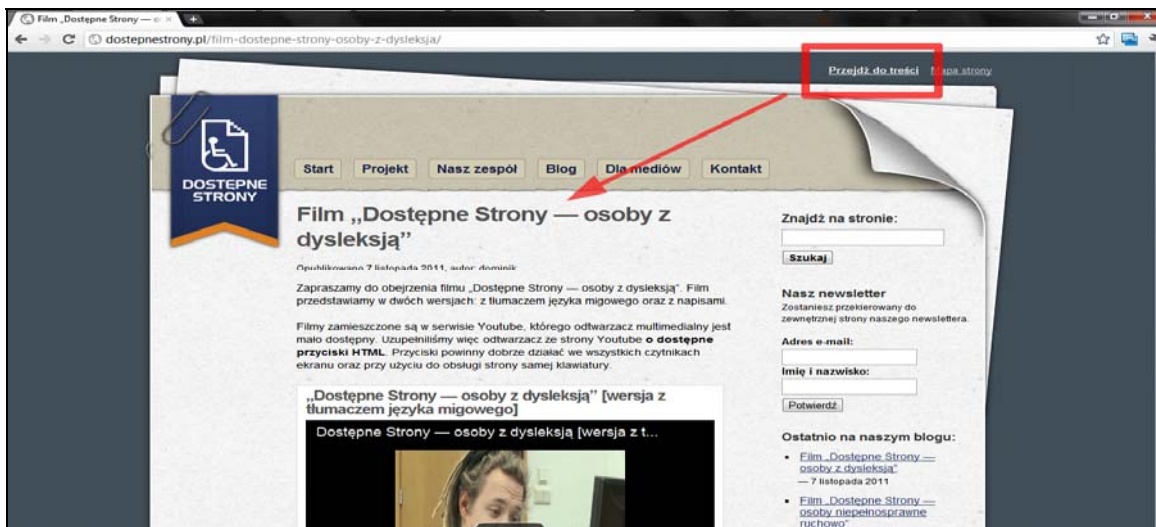 Film „Dostępne Strony — o
dostepnestrony.pl/film-dostepne-strony-osoby-z-dysleksja/
Przejdź do treści Mapa strony
DOSTEPNE
STRONY
Start Projekt Nasz zespół Blog Dla mediów Kontakt
Film ,,Dostępne Strony — osoby z
dysleksją”
Opublikowano 7 listopada 2011, autor: dominik
Zapraszamy do obejrzenia filmu „Dostępne Strony — osoby z dysleksją”. Film
przedstawiamy w dwóch wersjach: z tłumaczem języka migowego oraz z napisami.
Filmy zamieszczone są w serwisie Youtube, którego odtwarzacz multimedialny jest
mało dostępny. Uzupełniliśmy więc odtwarzacz ze strony Youtube o dostępne
przyciski HTML. Przyciski powinny dobrze działać we wszystkich czytnikach
ekranu oraz przy użyciu do obsługi strony samej klawiatury.
„Dostępne Strony — osoby z dysleksją” [wersja z
tłumaczem języka migowego]
Dostępne Strony — osoby z dysleksją [wersja z t...
Znajdź na stronie:
Szukaj
Nasz newsletter
Zostaniesz przekierowany do
zewnętrznej strony naszego newslettera.
Adres e-mail:
Imię i nazwisko:
Potwierdź
Ostatnio na naszym blogu:
Film „Dostępne Strony —
osoby z dysleksją”
— 7 listopada 2011
Film „Dostępne Strony —
osoby niepełnosprawne
ruchowo”